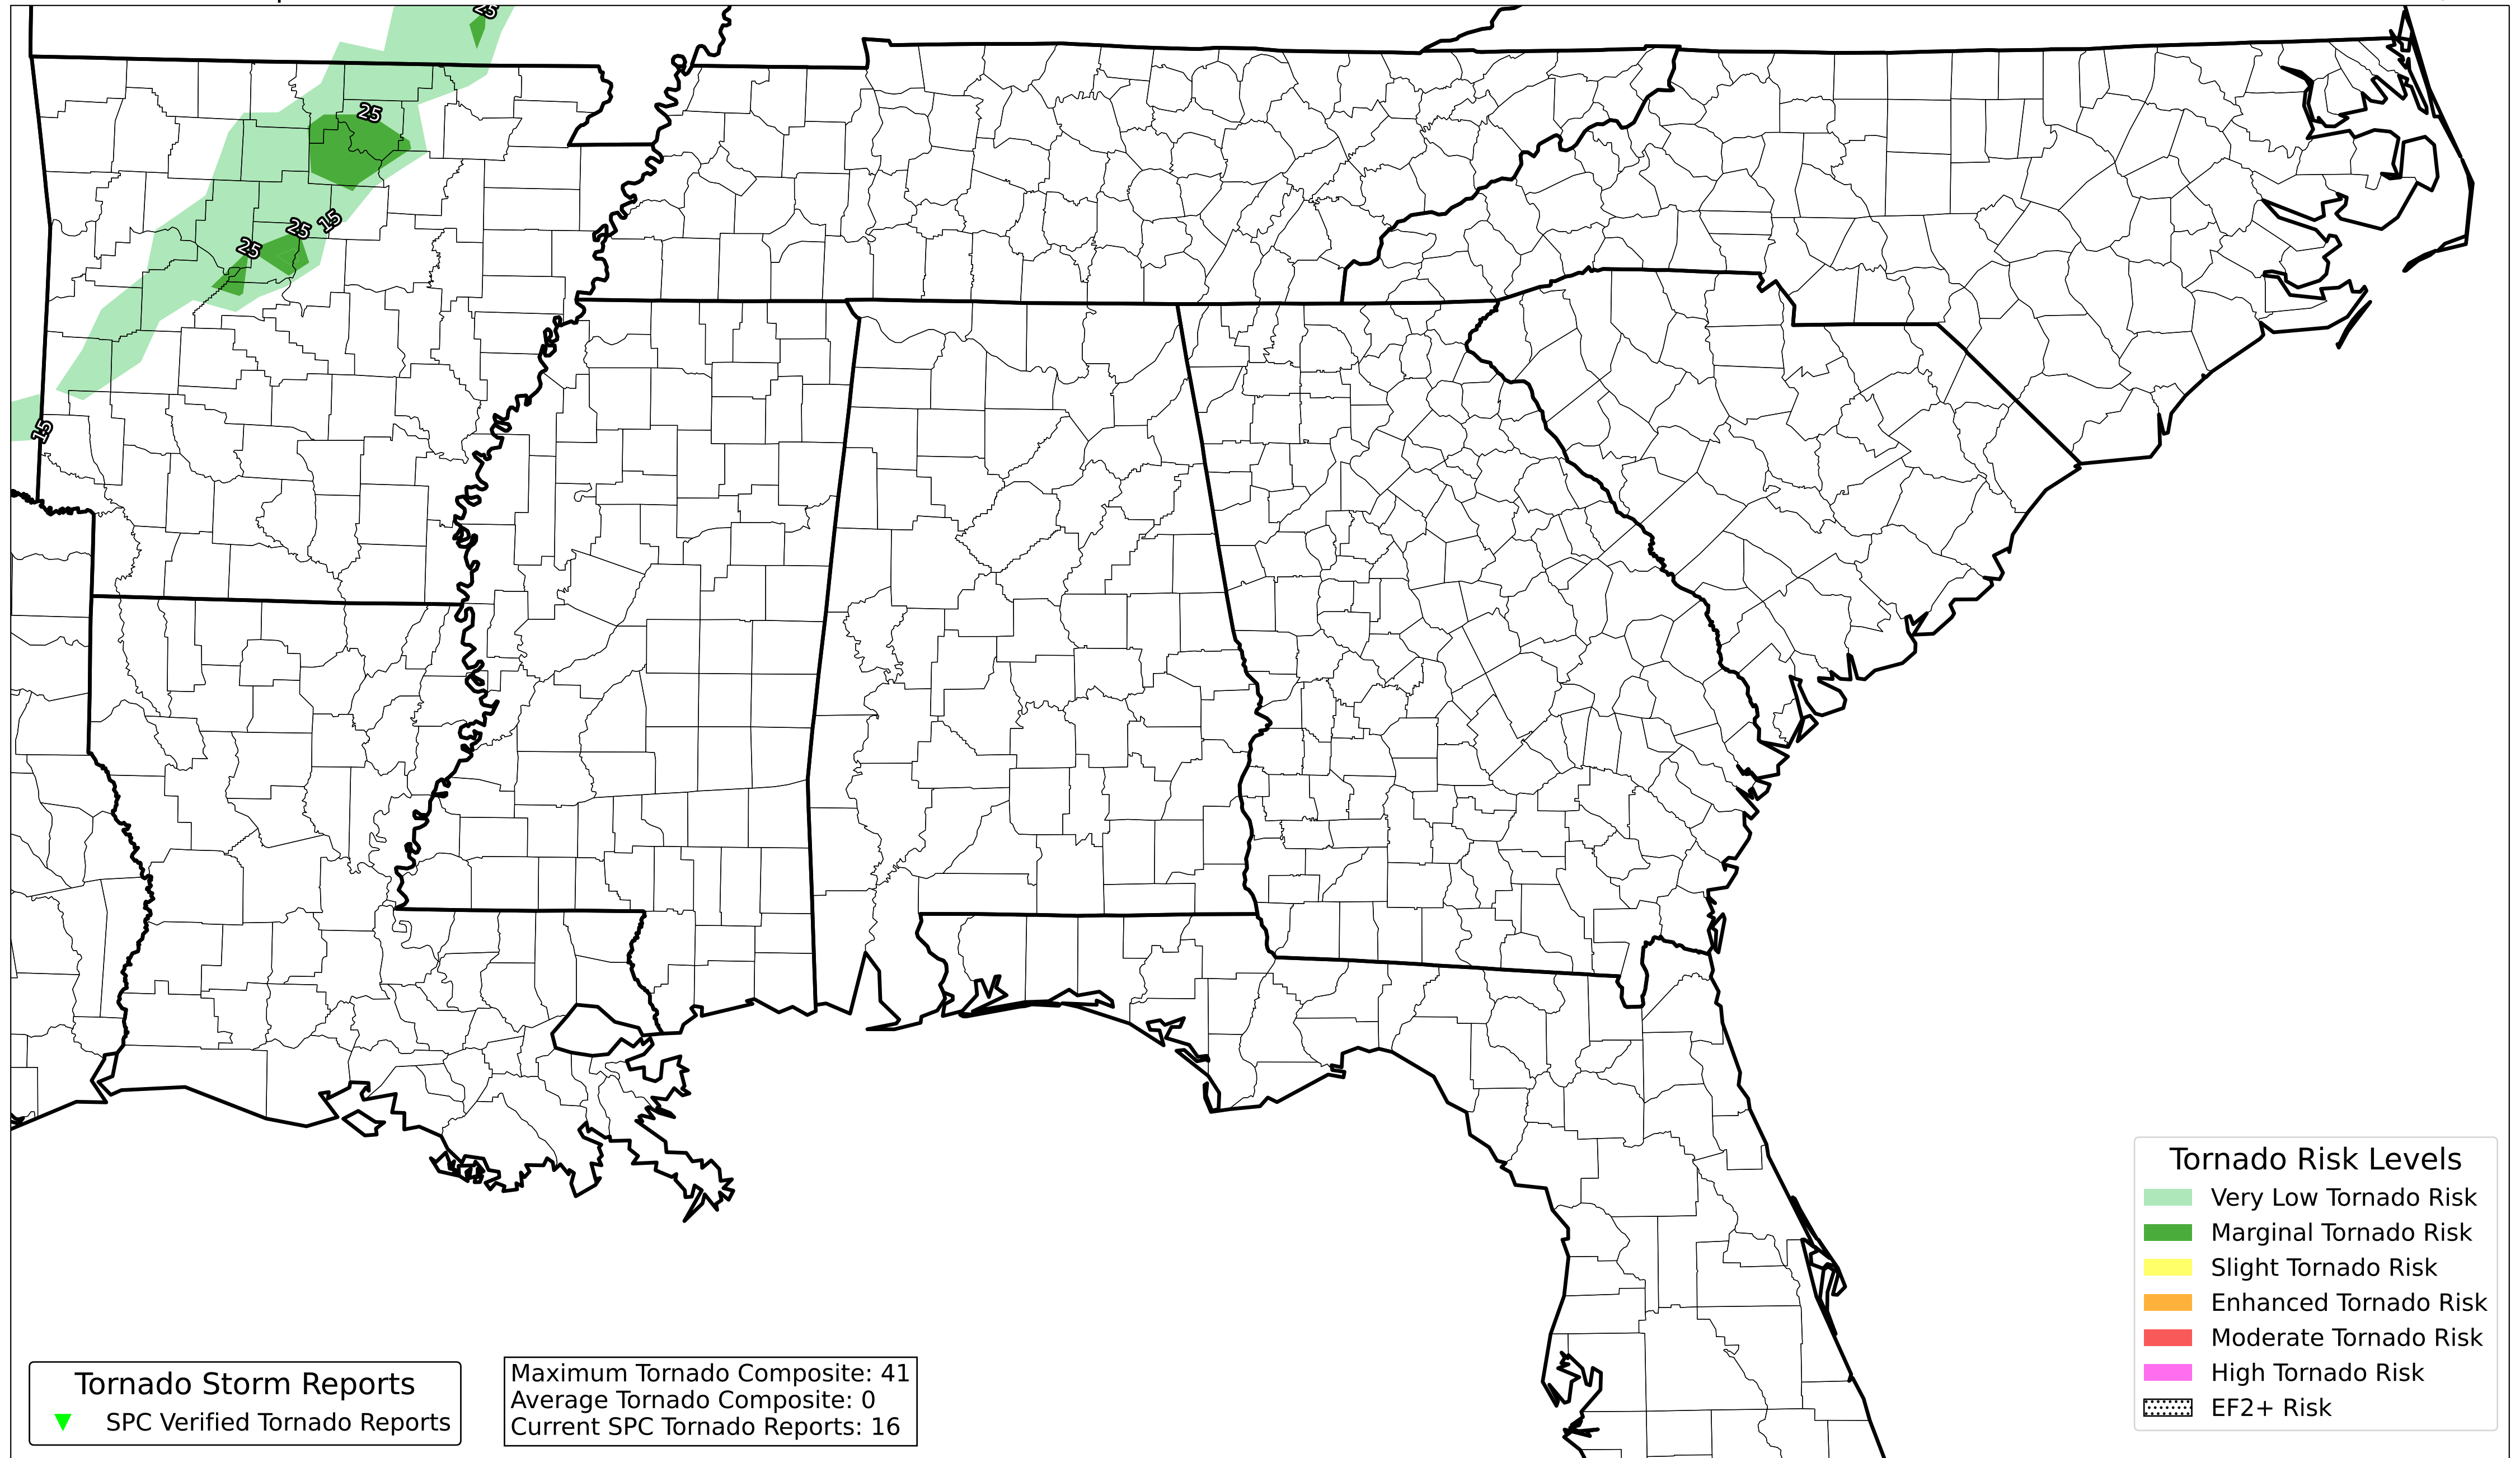 25
25
25
15
25
15
Tornado Risk Levels
Very Low Tornado Risk
Marginal Tornado Risk
Slight Tornado Risk
Enhanced Tornado Risk
Moderate Tornado Risk
High Tornado Risk
EF2+ Risk
Tornado Storm Reports
SPC Verified Tornado Reports
Maximum Tornado Composite: 41
Average Tornado Composite: 0
Current SPC Tornado Reports: 16